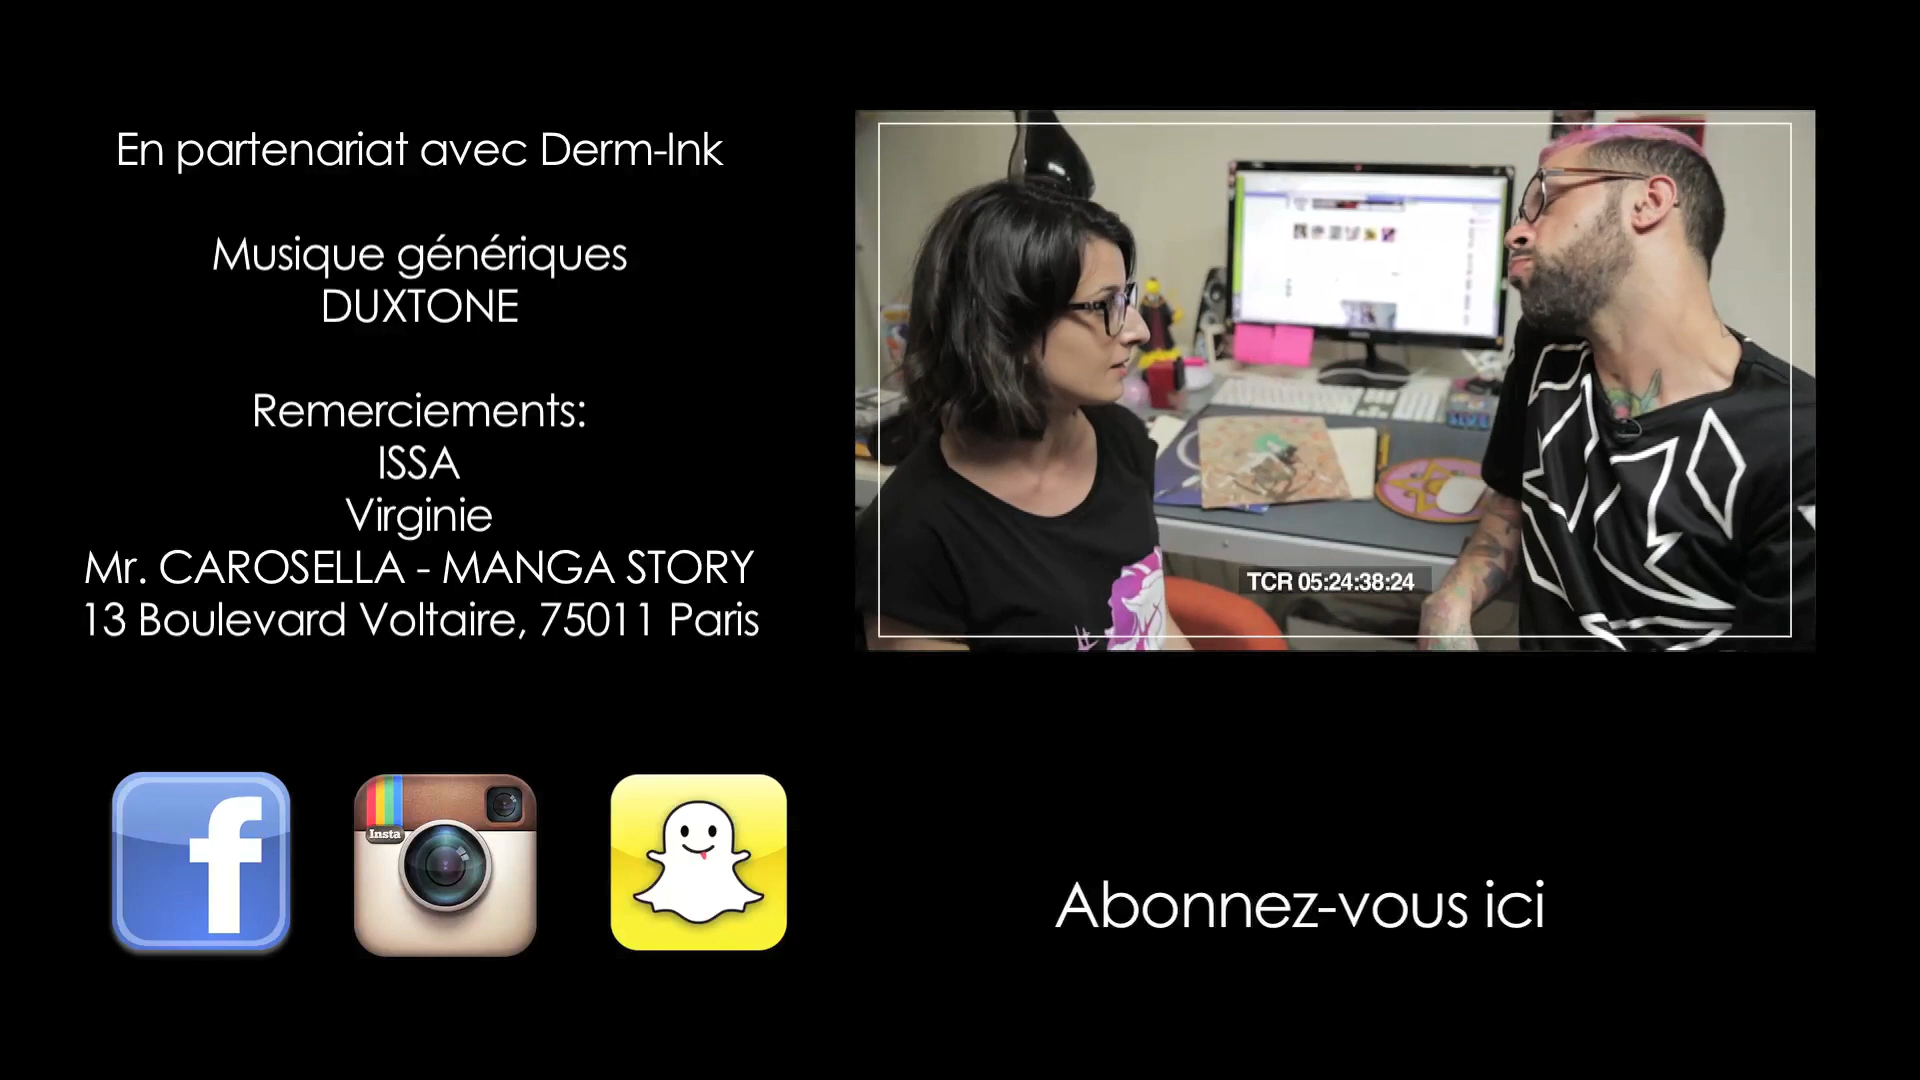 En partenariat avec Derm-Ink
Musique génériques
DUXTONE
Remerciements:
ISSA
Virginie
Mr. CAROSELLA - MANGA STORY
13 Boulevard Voltaire, 75011 Paris
TCR 05:24:38:24
Insta
Abonnez-vous ici